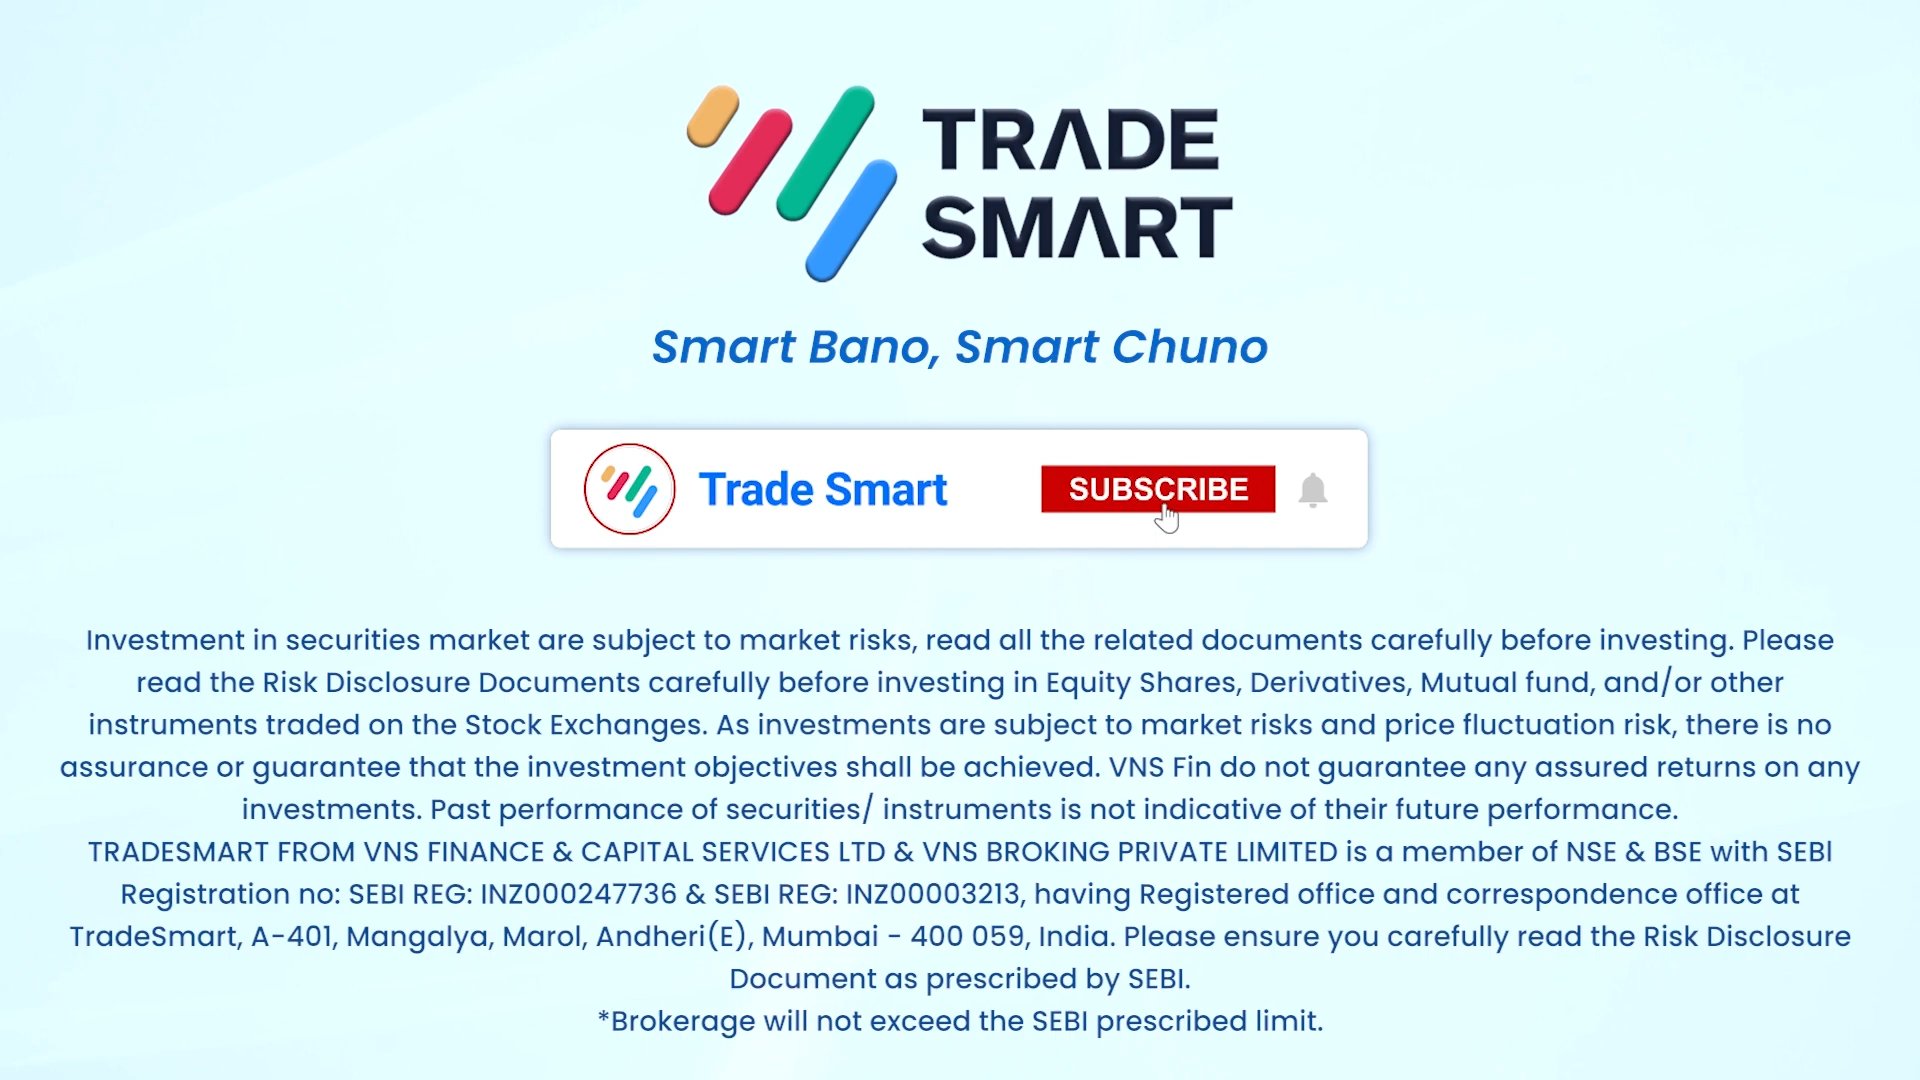 TRADE
SMART
Smart Bano, Smart Chuno
Trade Smart
SUBSCRIBE
Investment in securities market are subject to market risks, read all the related documents carefully before investing. Please
read the Risk Disclosure Documents carefully before investing in Equity Shares, Derivatives, Mutual fund, and/or other
instruments traded on the Stock Exchanges. As investments are subject to market risks and price fluctuation risk, there is no
assurance or guarantee that the investment objectives shall be achieved. VNS Fin do not guarantee any assured returns on any
investments. Past performance of securities/ instruments is not indicative of their future performance.
TRADESMART FROM VNS FINANCE & CAPITAL SERVICES LTD & VNS BROKING PRIVATE LIMITED is a member of NSE & BSE with SEBI
Registration no: SEBI REG: INZ000247736 & SEBI REG: INZ00003213, having Registered office and correspondence office at
TradeSmart, A-401, Mangalya, Marol, Andheri(E), Mumbai - 400 059, India. Please ensure you carefully read the Risk Disclosure
Document as prescribed by SEBI.
*Brokerage will not exceed the SEBI prescribed limit.